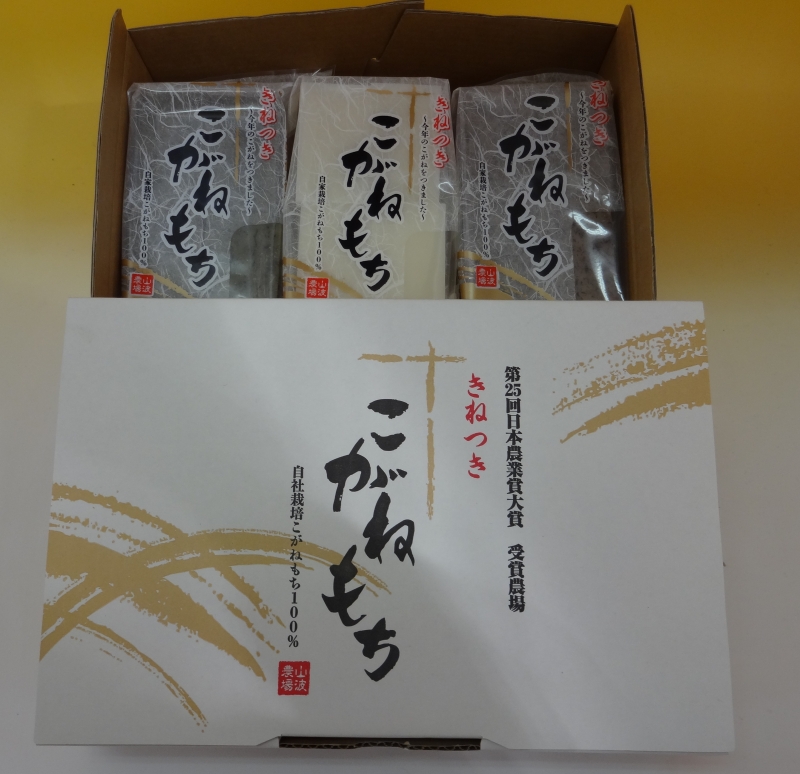 きねつき
～今年のこがねをつきました～
こがねもち
自家栽培こがねもち100%
山波
農場
きねつき
～今年のこがねをつきました～
こがねもち
自家栽培こがねもち100%
山波
農場
きねつき
～今年のこがねをつきました～
こがねもち
自家栽培こがねもち100%
山波
農場
第25回日本農業賞大賞 受賞農場
きねつき
こがねもち
自社栽培こがねもち100%
山波
農場